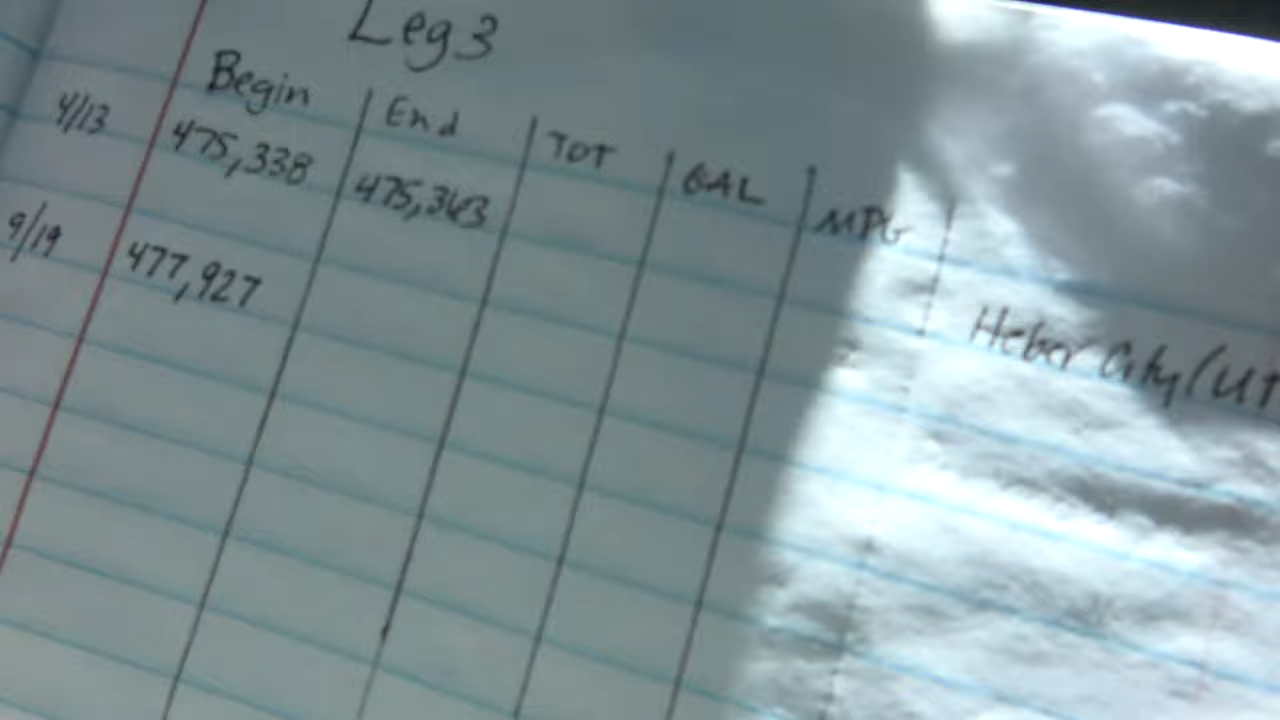 Leg 3
Begin End TOT GAL MPG
4/13 475,338 475,343
9/19 477,927
Heber City (UT